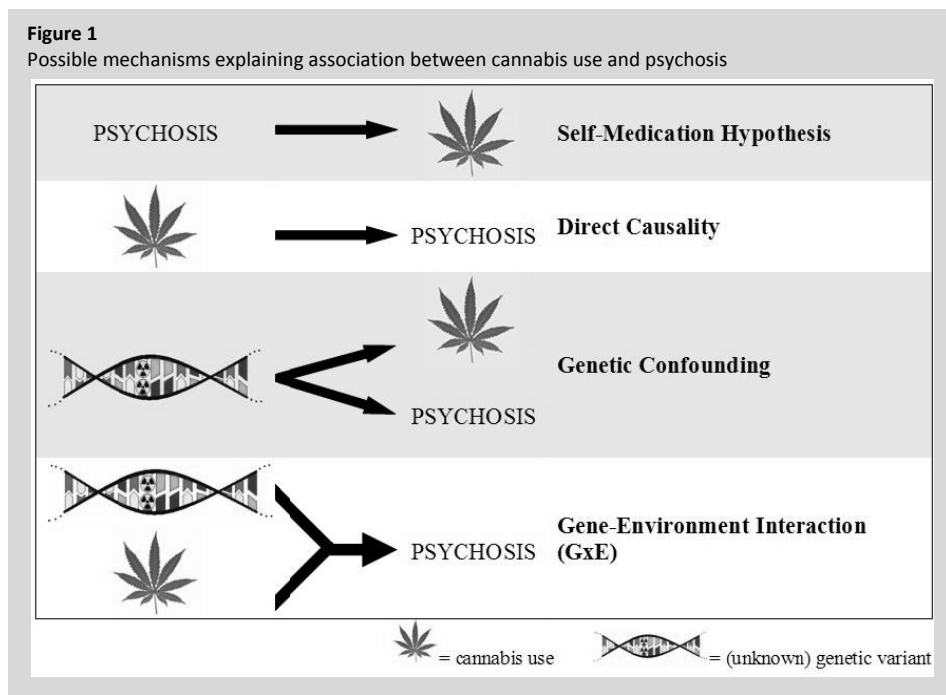 Figure 1
Possible mechanisms explaining association between cannabis use and psychosis
PSYCHOSIS
Self-Medication Hypothesis
PSYCHOSIS
Direct Causality
Genetic Confounding
PSYCHOSIS
PSYCHOSIS
Gene-Environment Interaction
(GxE)
= cannabis use
= (unknown) genetic variant